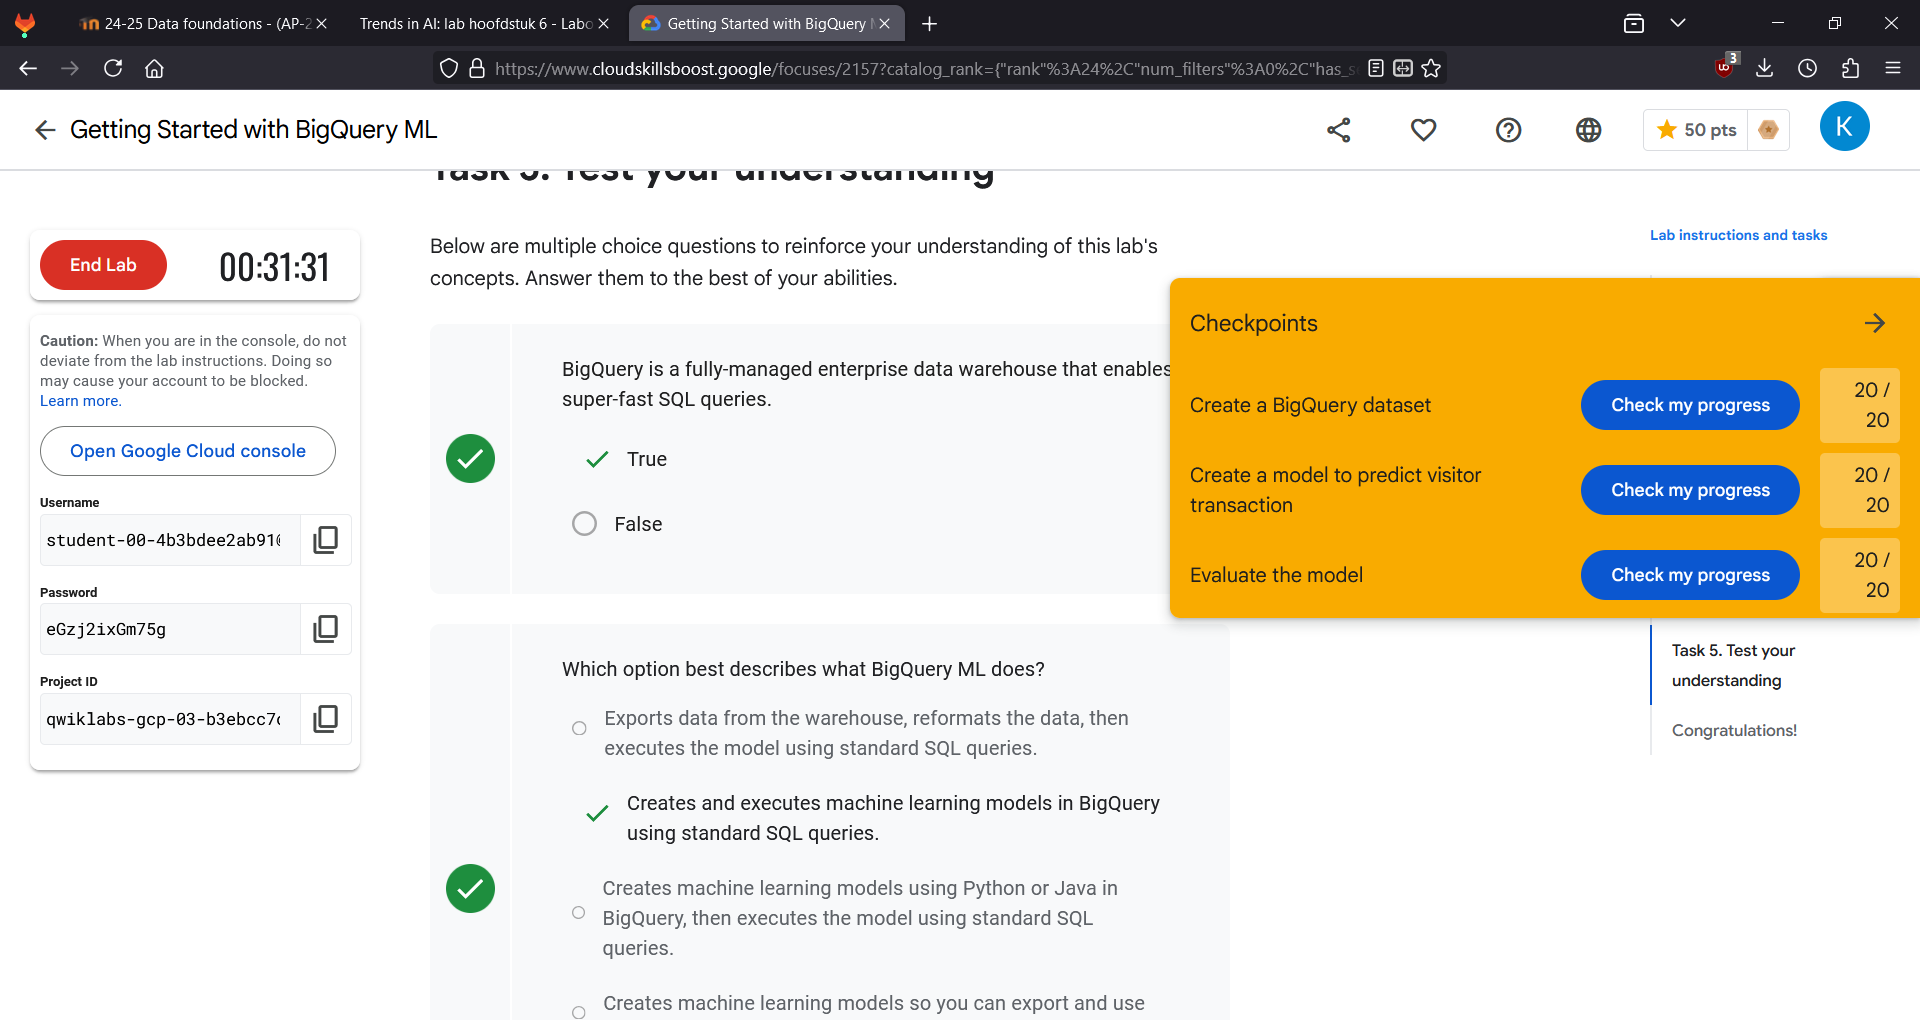 24-25 Data foundations - (AP-2
Trends in AI: lab hoofdstuk 6 - Labo
Getting Started with BigQuery M
https://www.cloudskillsboost.google/focuses/2157?catalog_rank={"rank"%3A24%2C"num_filters"%3A0%2C"has_s
3
Getting Started with BigQuery ML
50 pts
K
Task 5. Test your understanding
End Lab
00:31:31
Caution: When you are in the console, do not
deviate from the lab instructions. Doing so
may cause your account to be blocked.
Learn more.
Open Google Cloud console
Username
student-00-4b3bdee2ab910
Password
eGzj2ixGm75g
Project ID
qwiklabs-gcp-03-b3ebcc7c
Below are multiple choice questions to reinforce your understanding of this lab's
concepts. Answer them to the best of your abilities.
BigQuery is a fully-managed enterprise data warehouse that enables
super-fast SQL queries.
True
False
Which option best describes what BigQuery ML does?
Exports data from the warehouse, reformats the data, then
executes the model using standard SQL queries.
Creates and executes machine learning models in BigQuery
using standard SQL queries.
Creates machine learning models using Python or Java in
BigQuery, then executes the model using standard SQL
queries.
Creates machine learning models so you can export and use
Lab instructions and tasks
Checkpoints
Create a BigQuery dataset
Check my progress
20 /
20
Create a model to predict visitor
transaction
Check my progress
20 /
20
Evaluate the model
Check my progress
20 /
20
Task 5. Test your
understanding
Congratulations!